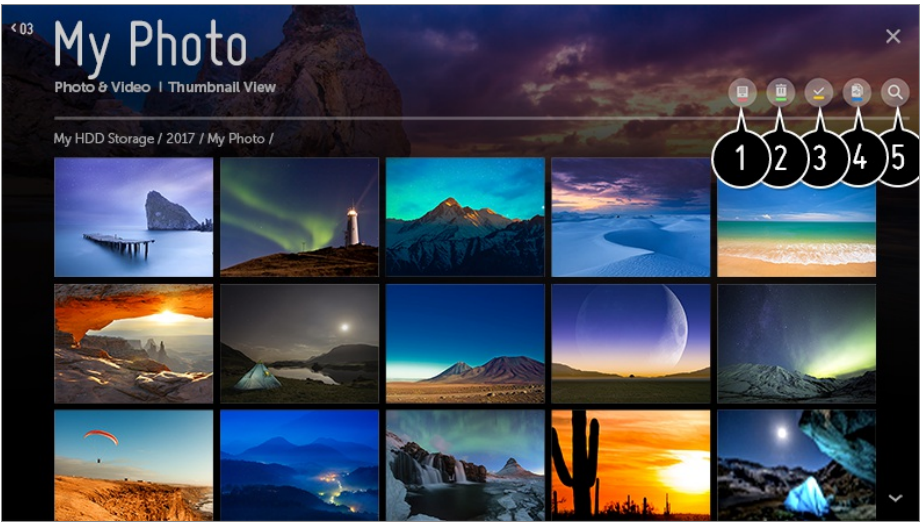 03
My Photo
Photo & Video | Thumbnail View
My HDD Storage / 2017 / My Photo /
1 2 3 4 5